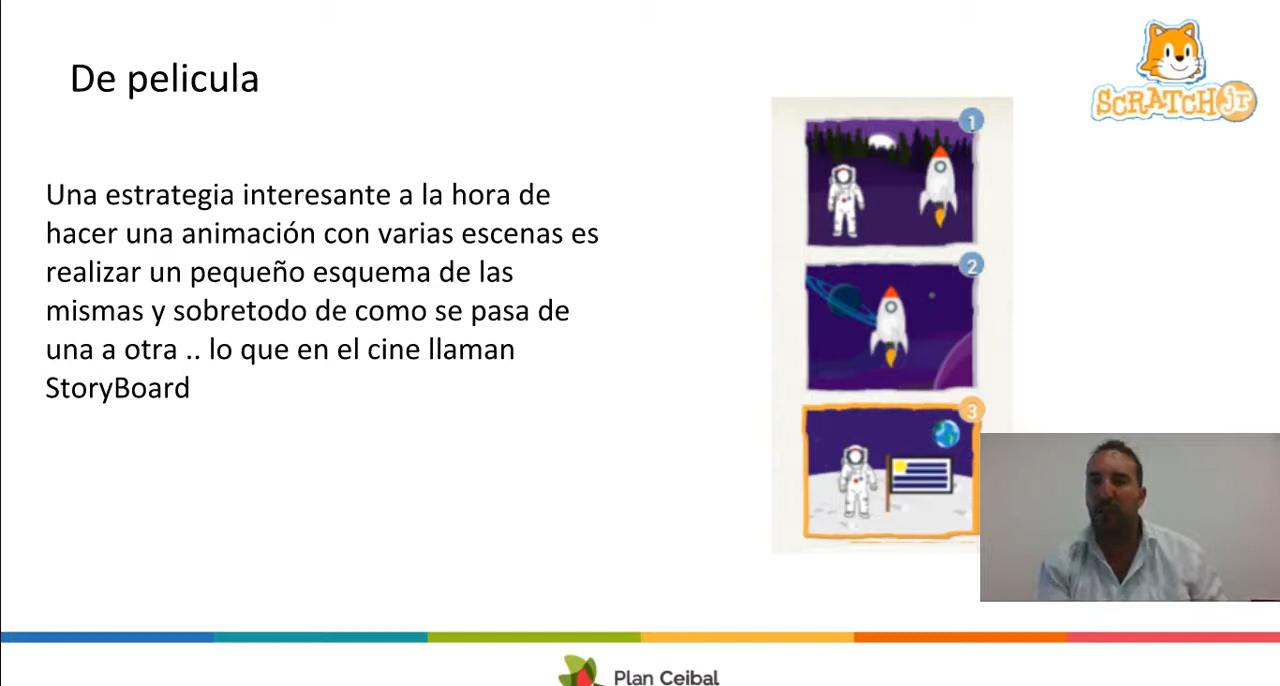 De pelicula
SCRATCH jr
Una estrategia interesante a la hora de
hacer una animación con varias escenas es
realizar un pequeño esquema de las
mismas y sobretodo de como se pasa de
una a otra .. lo que en el cine llaman
StoryBoard
1
2
3
Plan Ceibal